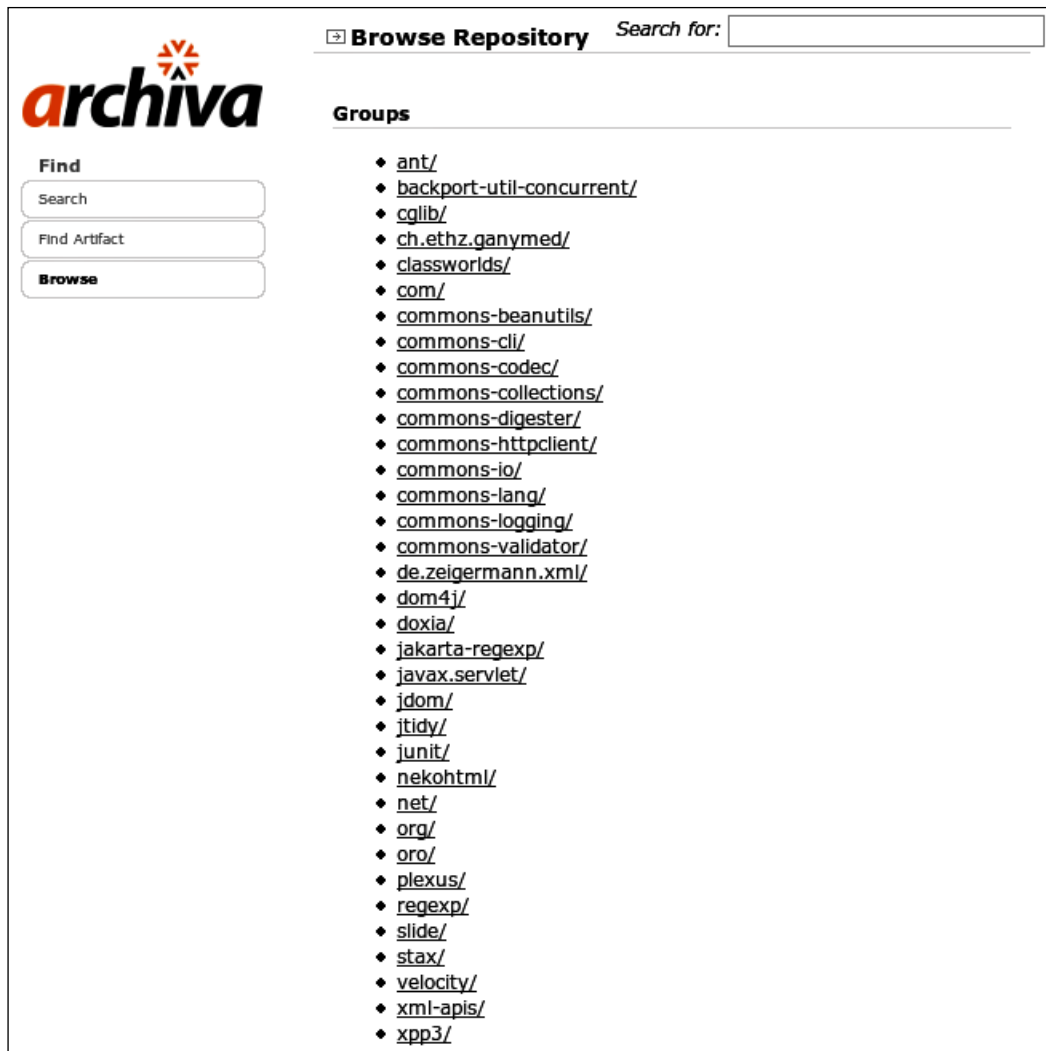 archiva
Browse Repository
Search for:
Find
Search
Find Artifact
Browse
Groups
ant/
backport-util-concurrent/
cglib/
ch.ethz.ganymed/
classworlds/
com/
commons-beanutils/
commons-cli/
commons-codec/
commons-collections/
commons-digester/
commons-httpclient/
commons-io/
commons-lang/
commons-logging/
commons-validator/
de.zeigermann.xml/
dom4j/
doxia/
jakarta-regexp/
javax.servlet/
jdom/
jtidy/
junit/
nekohtml/
net/
org/
oro/
plexus/
regexp/
slide/
stax/
velocity/
xml-apis/
xpp3/